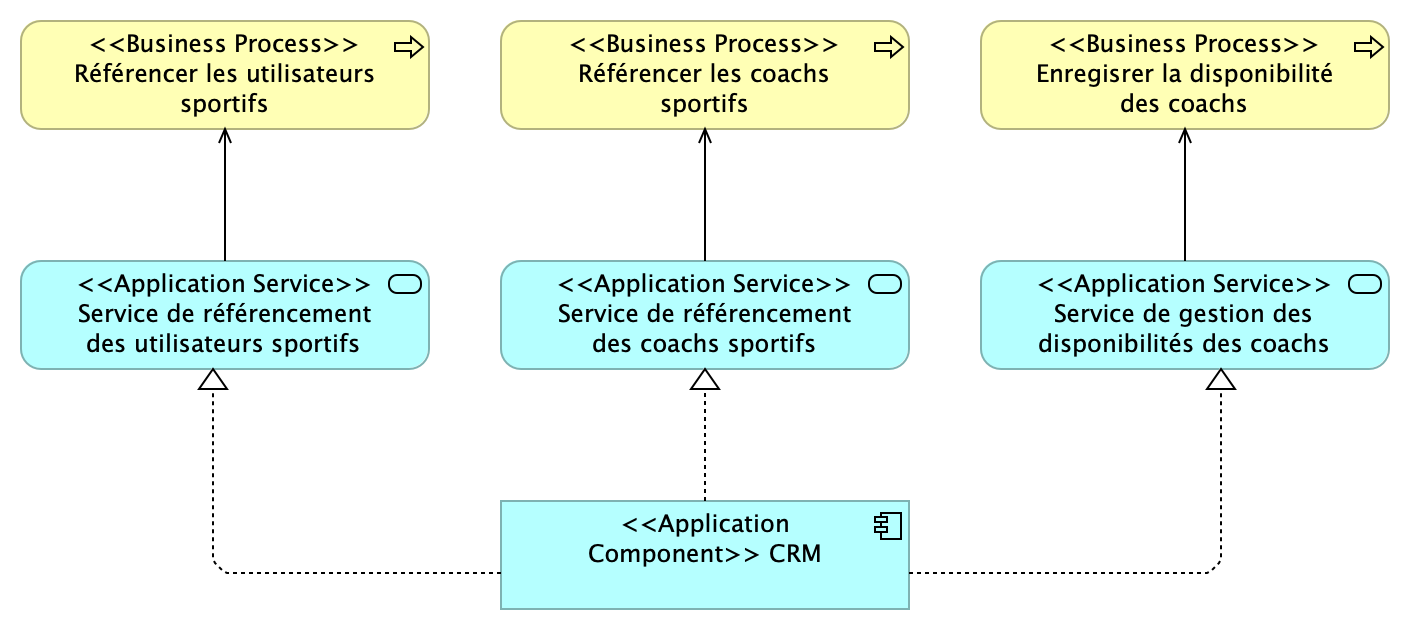 <<Business Process>>
Référencer les utilisateurs
sportifs
<<Business Process>>
Référencer les coachs
sportifs
<<Business Process>>
Enregisrer la disponibilité
des coachs
<<Application Service>>
Service de référencement
des utilisateurs sportifs
<<Application Service>>
Service de référencement
des coachs sportifs
<<Application Service>>
Service de gestion des
disponibilités des coachs
<<Application
Component>> CRM